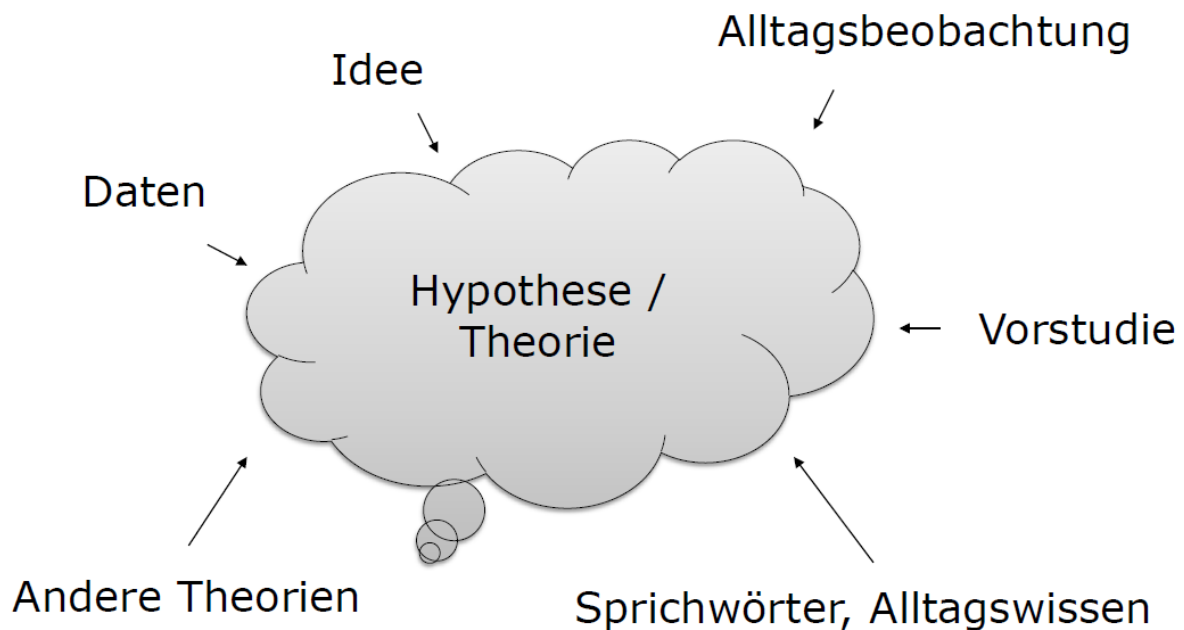 Alltagsbeobachtung
Idee
Daten
Hypothese /
Theorie
Vorstudie
Andere Theorien
Sprichwörter, Alltagswissen